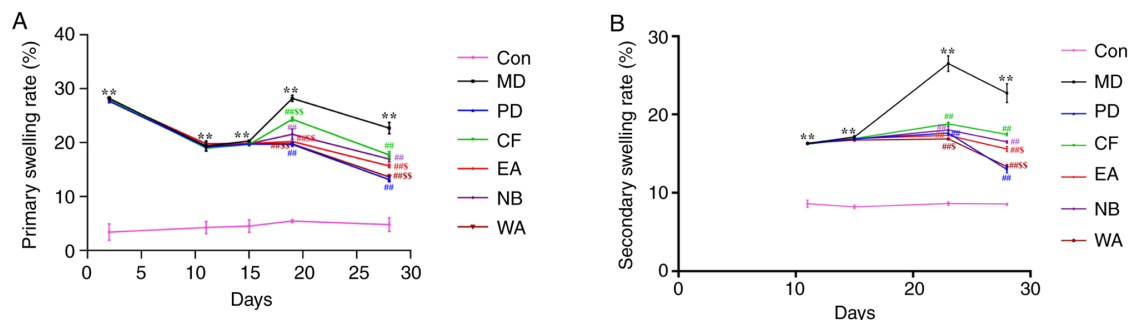 A
Primary swelling rate (%)
40
30
20
10
0
** ** ** ** **
##$$
##
##$$
##$$
##
##
##
##$
##$$
##
0 5 10 15 20 25 30
Days
Con
MD
PD
CF
EA
NB
WA
B
Secondary swelling rate (%)
30
20
10
0
** ** ** **
##
##
##
##
##$
##
##
##$
##$$
##
0 10 20 30
Days
Con
MD
PD
CF
EA
NB
WA